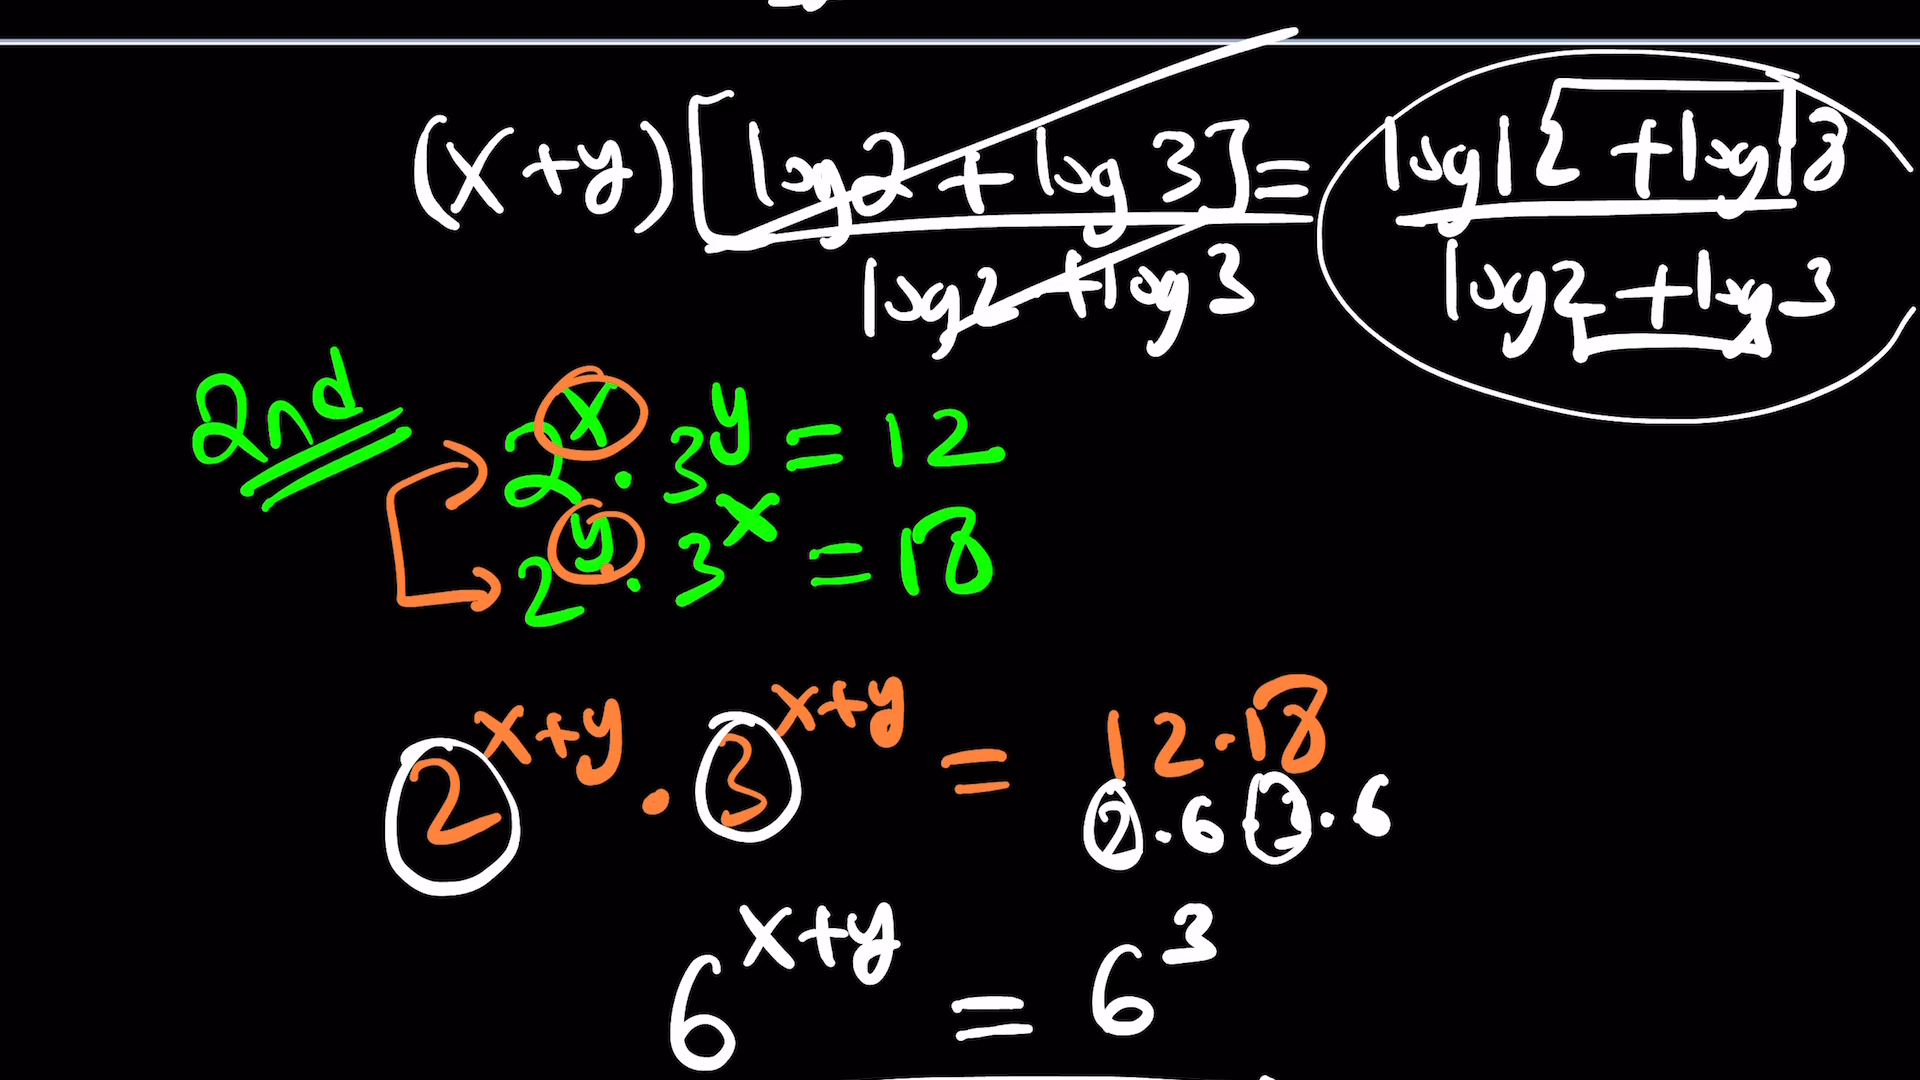 (x+y)[log2 + log 3] = log12 + log18
log2 + log3 log2 + log3
2nd
2^x · 3^y = 12
2^y · 3^x = 18
2^x+y · 3^x+y = 12·18
2·6 3·6
6^x+y = 6^3